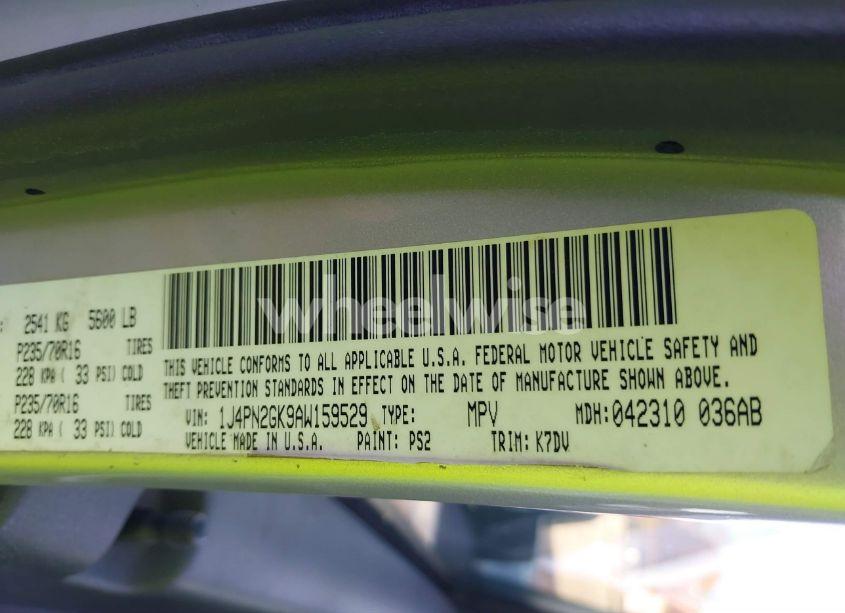 : 2541 KG 5600 LB
P235/70R16 TIRES
228 KPA ( 33 PSI) COLD
P235/70R16 TIRES
228 KPA ( 33 PSI) COLD
wheelwise
THIS VEHICLE CONFORMS TO ALL APPLICABLE U.S.A. FEDERAL MOTOR VEHICLE SAFETY AND
THEFT PREVENTION STANDARDS IN EFFECT ON THE DATE OF MANUFACTURE SHOWN ABOVE.
VIN: 1J4PN2GK9AW159529 TYPE: MPV MDH:042310 036AB
VEHICLE MADE IN U.S.A. PAINT: PS2 TRIM: K7DV